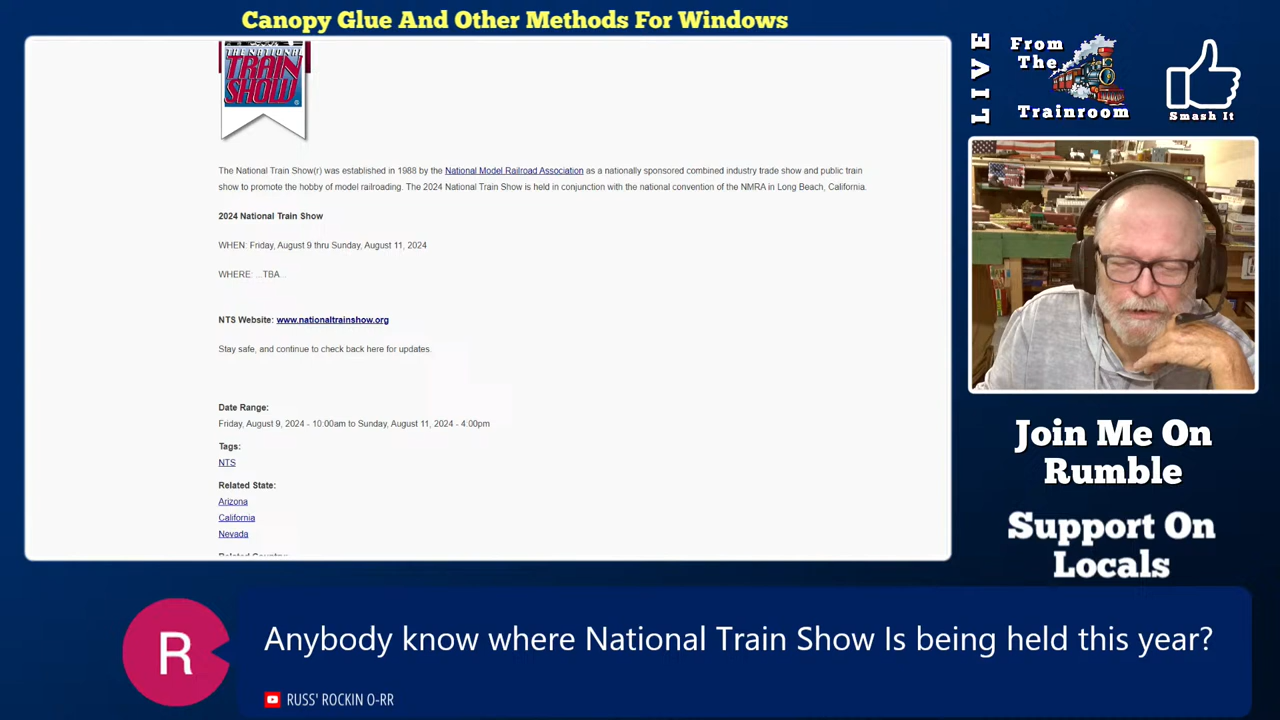 Canopy Glue And Other Methods For Windows
THE NATIONAL
TRAIN
SHOW
The National Train Show(r) was established in 1988 by the National Model Railroad Association as a nationally sponsored combined industry trade show and public train
show to promote the hobby of model railroading. The 2024 National Train Show is held in conjunction with the national convention of the NMRA in Long Beach, California.
2024 National Train Show
WHEN: Friday, August 9 thru Sunday, August 11, 2024
WHERE: ...TBA...
NTS Website: www.nationaltrainshow.org
Stay safe, and continue to check back here for updates.
Date Range:
Friday, August 9, 2024 - 10:00am to Sunday, August 11, 2024 - 4:00pm
Tags:
NTS
Related State:
Arizona
California
Nevada
Related Country:
LIVE
From
The
Trainroom
Smash It
Join Me On
Rumble
Support On
Locals
R
Anybody know where National Train Show Is being held this year?
RUSS' ROCKIN O-RR